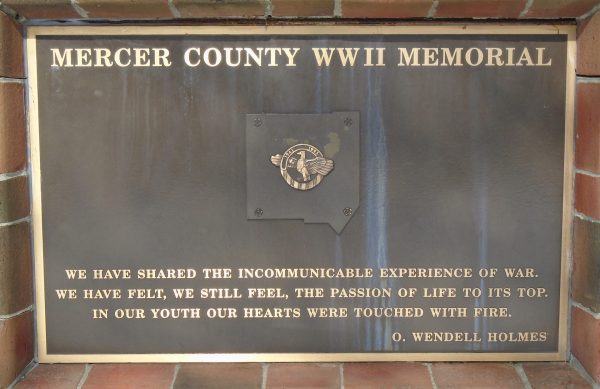 MERCER COUNTY WWII MEMORIAL
WE HAVE SHARED THE INCOMMUNICABLE EXPERIENCE OF WAR.
WE HAVE FELT, WE STILL FEEL, THE PASSION OF LIFE TO ITS TOP.
IN OUR YOUTH OUR HEARTS WERE TOUCHED WITH FIRE.
O. WENDELL HOLMES